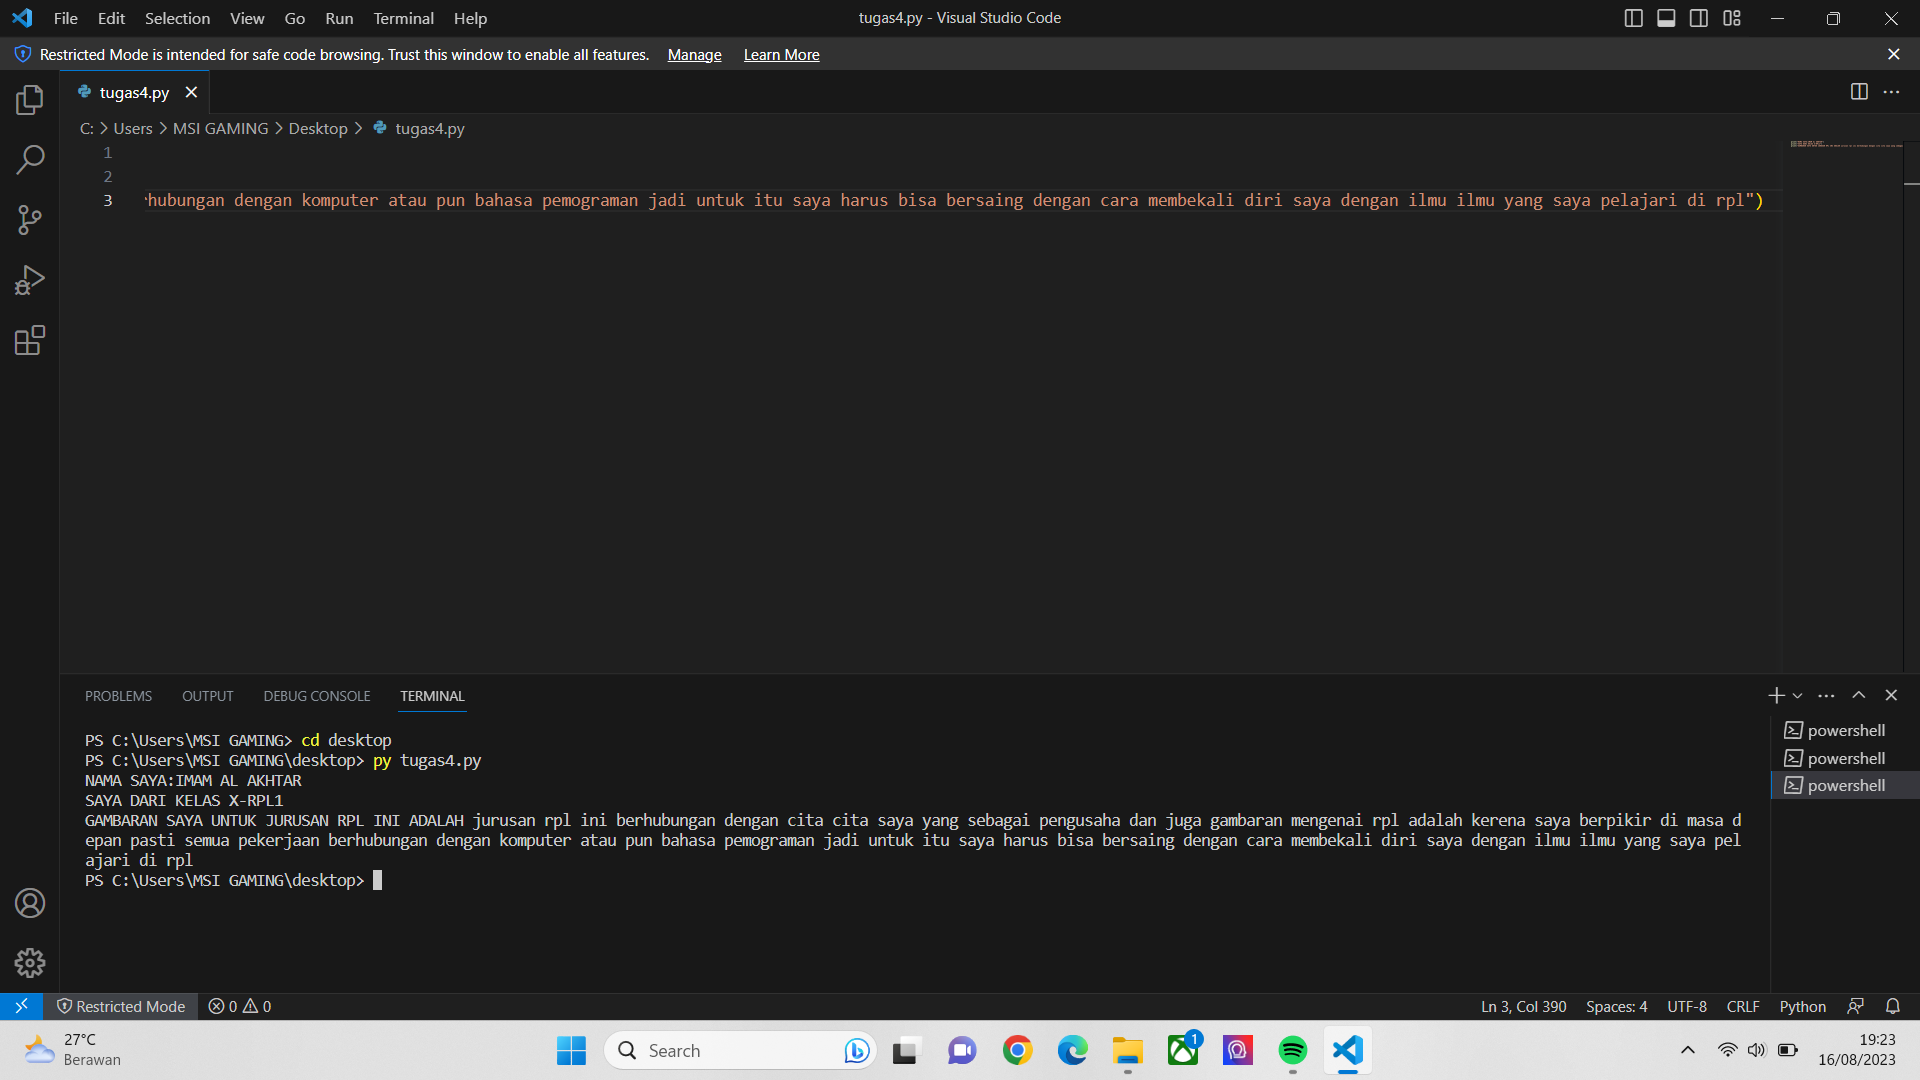 File Edit Selection View Go Run Terminal Help
tugas4.py - Visual Studio Code
Restricted Mode is intended for safe code browsing. Trust this window to enable all features. Manage Learn More
tugas4.py
C: > Users > MSI GAMING > Desktop > tugas4.py
1
2
3 hubungan dengan komputer atau pun bahasa pemograman jadi untuk itu saya harus bisa bersaing dengan cara membekali diri saya dengan ilmu ilmu yang saya pelajari di rpl")
PROBLEMS OUTPUT DEBUG CONSOLE TERMINAL
PS C:\Users\MSI GAMING> cd desktop
PS C:\Users\MSI GAMING\desktop> py tugas4.py
NAMA SAYA:IMAM AL AKHTAR
SAYA DARI KELAS X-RPL1
GAMBARAN SAYA UNTUK JURUSAN RPL INI ADALAH jurusan rpl ini berhubungan dengan cita cita saya yang sebagai pengusaha dan juga gambaran mengenai rpl adalah kerena saya berpikir di masa d
epan pasti semua pekerjaan berhubungan dengan komputer atau pun bahasa pemograman jadi untuk itu saya harus bisa bersaing dengan cara membekali diri saya dengan ilmu ilmu yang saya pel
ajari di rpl
PS C:\Users\MSI GAMING\desktop>
powershell
powershell
powershell
Restricted Mode 0 0
Ln 3, Col 390 Spaces: 4 UTF-8 CRLF Python
27°C
Berawan
Search
1
19:23
16/08/2023